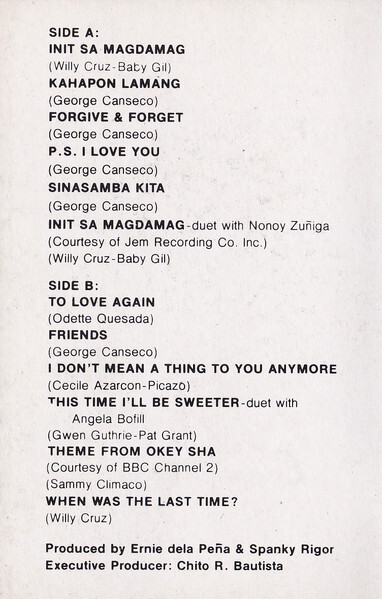 SIDE A:
INIT SA MAGDAMAG
(Willy Cruz-Baby Gil)
KAHAPON LAMANG
(George Canseco)
FORGIVE & FORGET
(George Canseco)
P.S. I LOVE YOU
(George Canseco)
SINASAMBA KITA
(George Canseco)
INIT SA MAGDAMAG-duet with Nonoy Zuñiga
(Courtesy of Jem Recording Co. Inc.)
(Willy Cruz-Baby Gil)
SIDE B:
TO LOVE AGAIN
(Odette Quesada)
FRIENDS
(George Canseco)
I DON'T MEAN A THING TO YOU ANYMORE
(Cecile Azarcon-Picazo)
THIS TIME I'LL BE SWEETER-duet with
Angela Bofill
(Gwen Guthrie-Pat Grant)
THEME FROM OKEY SHA
(Courtesy of BBC Channel 2)
(Sammy Climaco)
WHEN WAS THE LAST TIME?
(Willy Cruz)
Produced by Ernie dela Peña & Spanky Rigor
Executive Producer: Chito R. Bautista